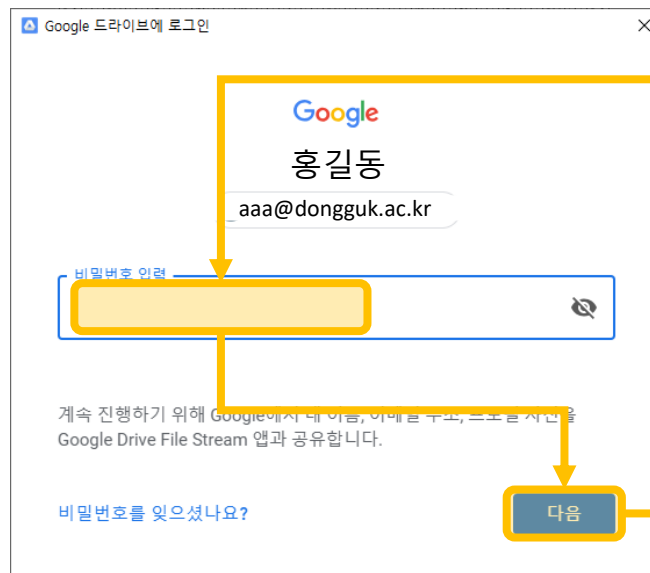 Google 드라이브에 로그인
Google
홍길동
aaa@dongguk.ac.kr
비밀번호 입력
계속 진행하기 위해 Google에서 내 이름, 이메일 주소, 프로필 사진을
Google Drive File Stream 앱과 공유합니다.
비밀번호를 잊으셨나요?
다음